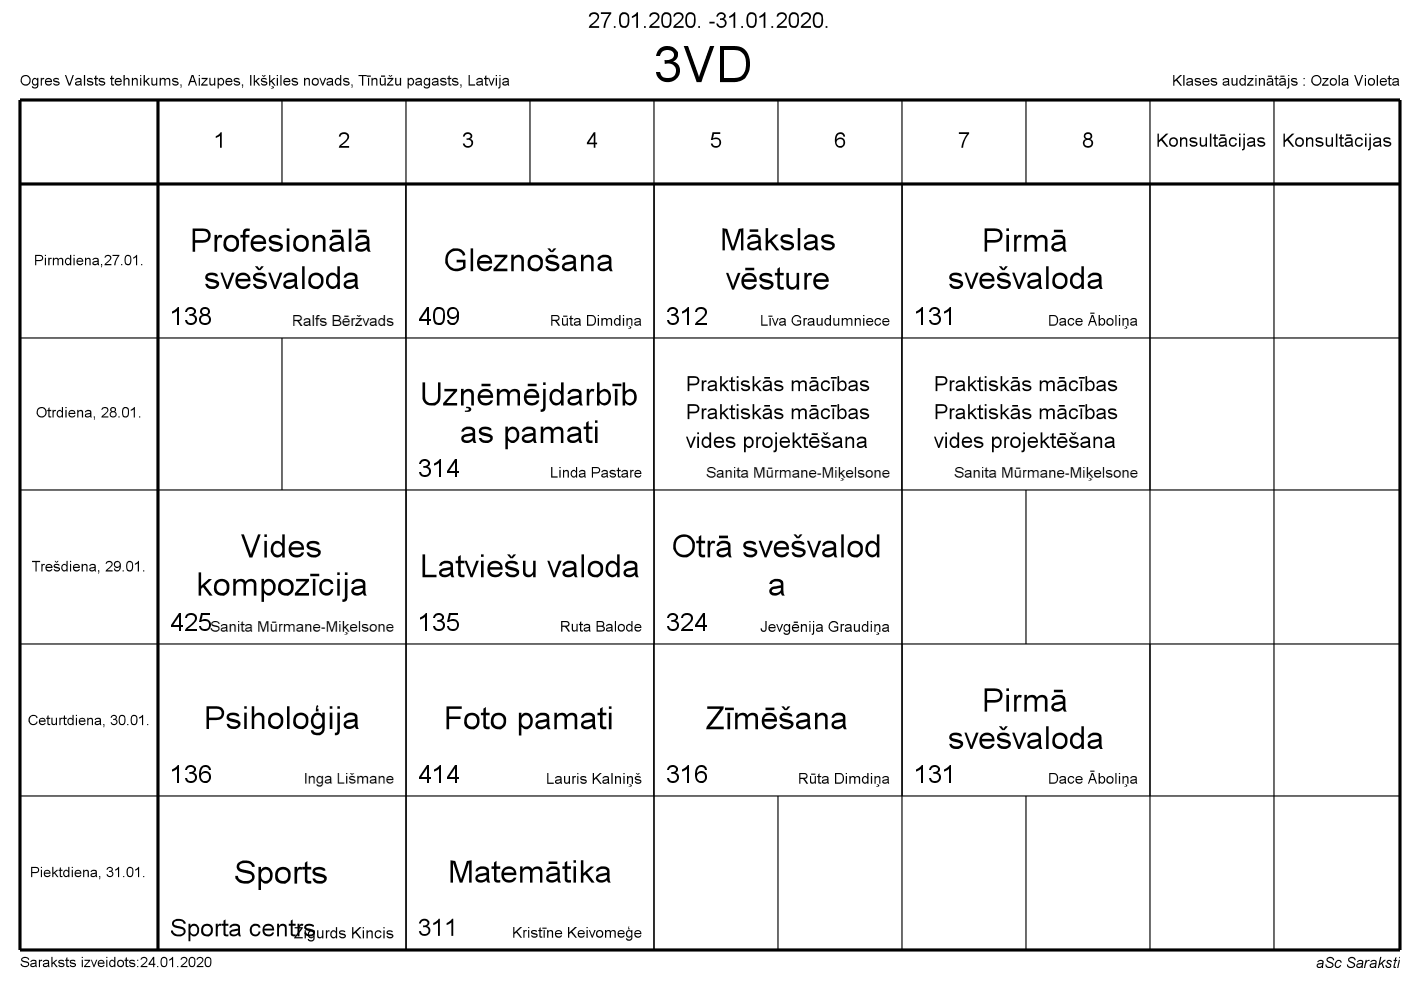 27.01.2020. -31.01.2020.
3VD
Ogres Valsts tehnikums, Aizupes, Ikšķiles novads, Tīnūžu pagasts, Latvija
Klases audzinātājs : Ozola Violeta
1 2 3 4 5 6 7 8 Konsultācijas Konsultācijas
Pirmdiena,27.01.
Profesionālā
svešvaloda
138 Ralfs Bēržvads
Gleznošana
409 Rūta Dimdiņa
Mākslas
vēsture
312 Līva Graudumniece
Pirmā
svešvaloda
131 Dace Āboliņa
Otrdiena, 28.01.
Uzņēmējdarbīb
as pamati
314 Linda Pastare
Praktiskās mācības
Praktiskās mācības
vides projektēšana
Sanita Mūrmane-Miķelsone
Praktiskās mācības
Praktiskās mācības
vides projektēšana
Sanita Mūrmane-Miķelsone
Trešdiena, 29.01.
Vides
kompozīcija
425 Sanita Mūrmane-Miķelsone
Latviešu valoda
135 Ruta Balode
Otrā svešvalod
a
324 Jevgēnija Graudiņa
Ceturtdiena, 30.01.
Psiholoģija
136 Inga Lišmane
Foto pamati
414 Lauris Kalniņš
Zīmēšana
316 Rūta Dimdiņa
Pirmā
svešvaloda
131 Dace Āboliņa
Piektdiena, 31.01.
Sports
Sporta centrs Zigurds Kincis
Matemātika
311 Kristīne Keivomeģe
Saraksts izveidots:24.01.2020
aSc Saraksti